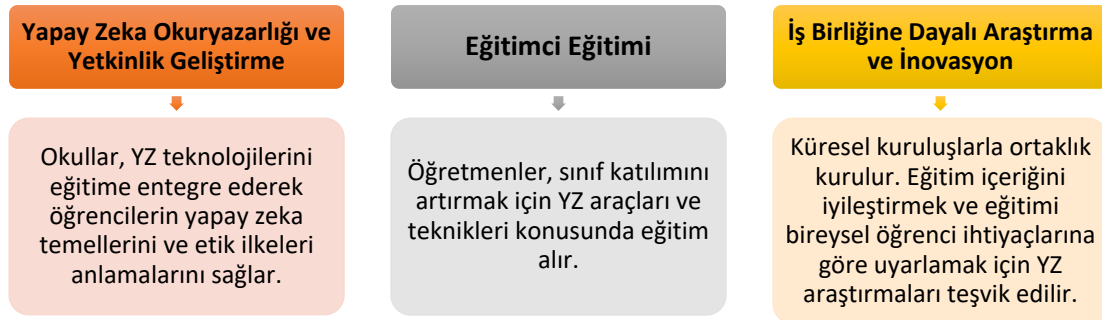 Yapay Zeka Okuryazarlığı ve
Yetkinlik Geliştirme
Okullar, YZ teknolojilerini
eğitime entegre ederek
öğrencilerin yapay zeka
temellerini ve etik ilkeleri
anlamalarını sağlar.
Eğitimci Eğitimi
Öğretmenler, sınıf katılımını
artırmak için YZ araçları ve
teknikleri konusunda eğitim
alır.
İş Birliğine Dayalı Araştırma
ve İnovasyon
Küresel kuruluşlarla ortaklık
kurulur. Eğitim içeriğini
iyileştirmek ve eğitimi
bireysel öğrenci ihtiyaçlarına
göre uyarlamak için YZ
araştırmaları teşvik edilir.